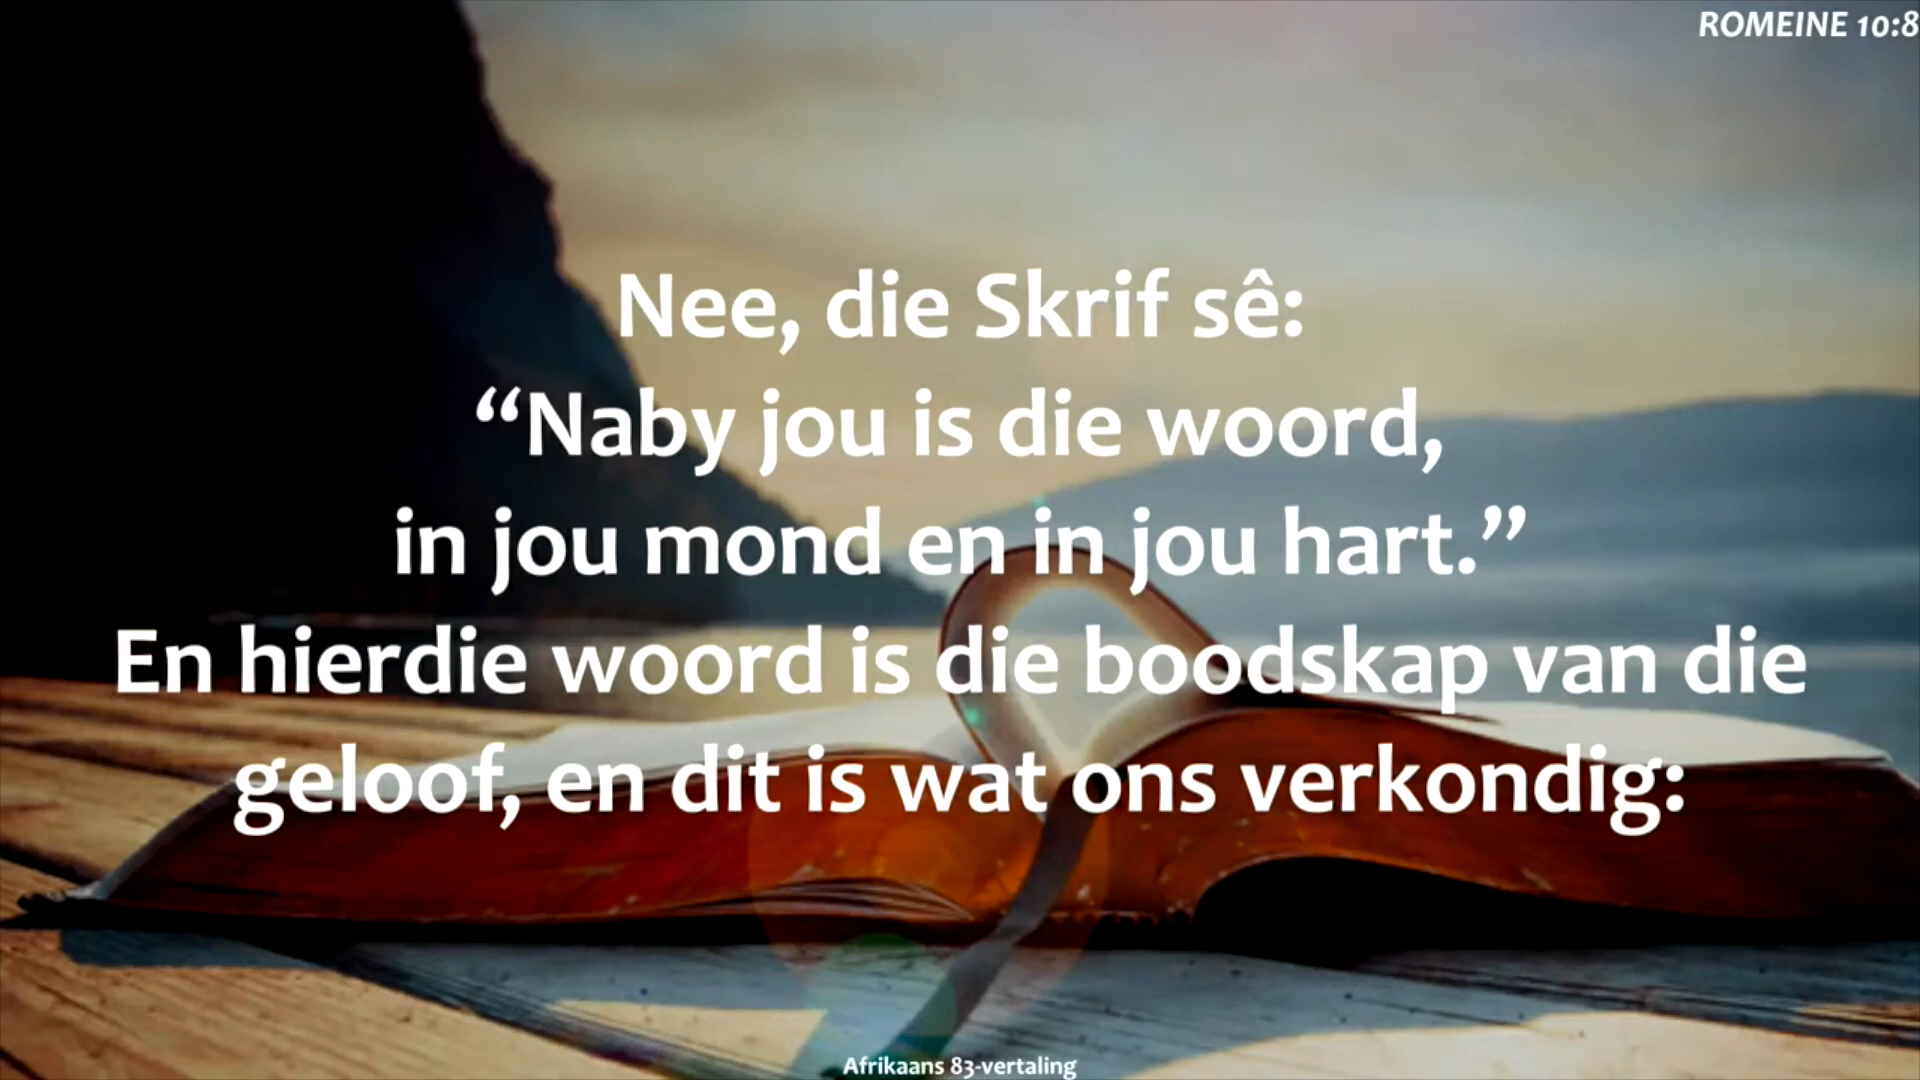 ROMEINE 10:8
Nee, die Skrif sê:
“Naby jou is die woord,
in jou mond en in jou hart.”
En hierdie woord is die boodskap van die
geloof, en dit is wat ons verkondig:
Afrikaans 83-vertaling